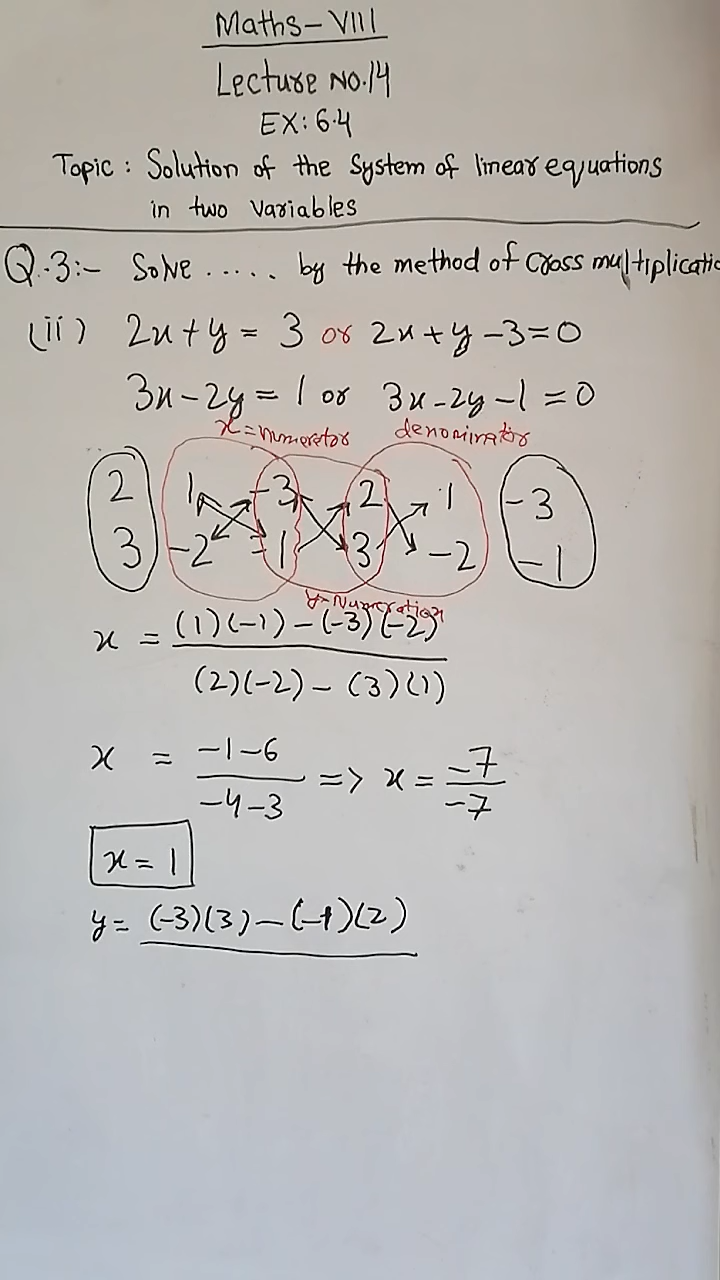 Maths-VIII
Lecture No.14
EX: 6.4
Topic: Solution of the System of linear equations
in two Variables
Q.3:- Solve ..... by the method of Cross multiplicatio
(ii) 2x + y = 3 or 2x + y - 3 = 0
3x - 2y = 1 or 3x - 2y - 1 = 0
x = numerator denominator
2 1 -3 2 1 -3
3 -2 -1 3 -2 -1
y = Numerator
x = (1)(-1) - (-3)(-2)
(2)(-2) - (3)(1)
x = -1-6 => x = -7
-4-3 -7
x = 1
y = (-3)(3) - (-1)(2)